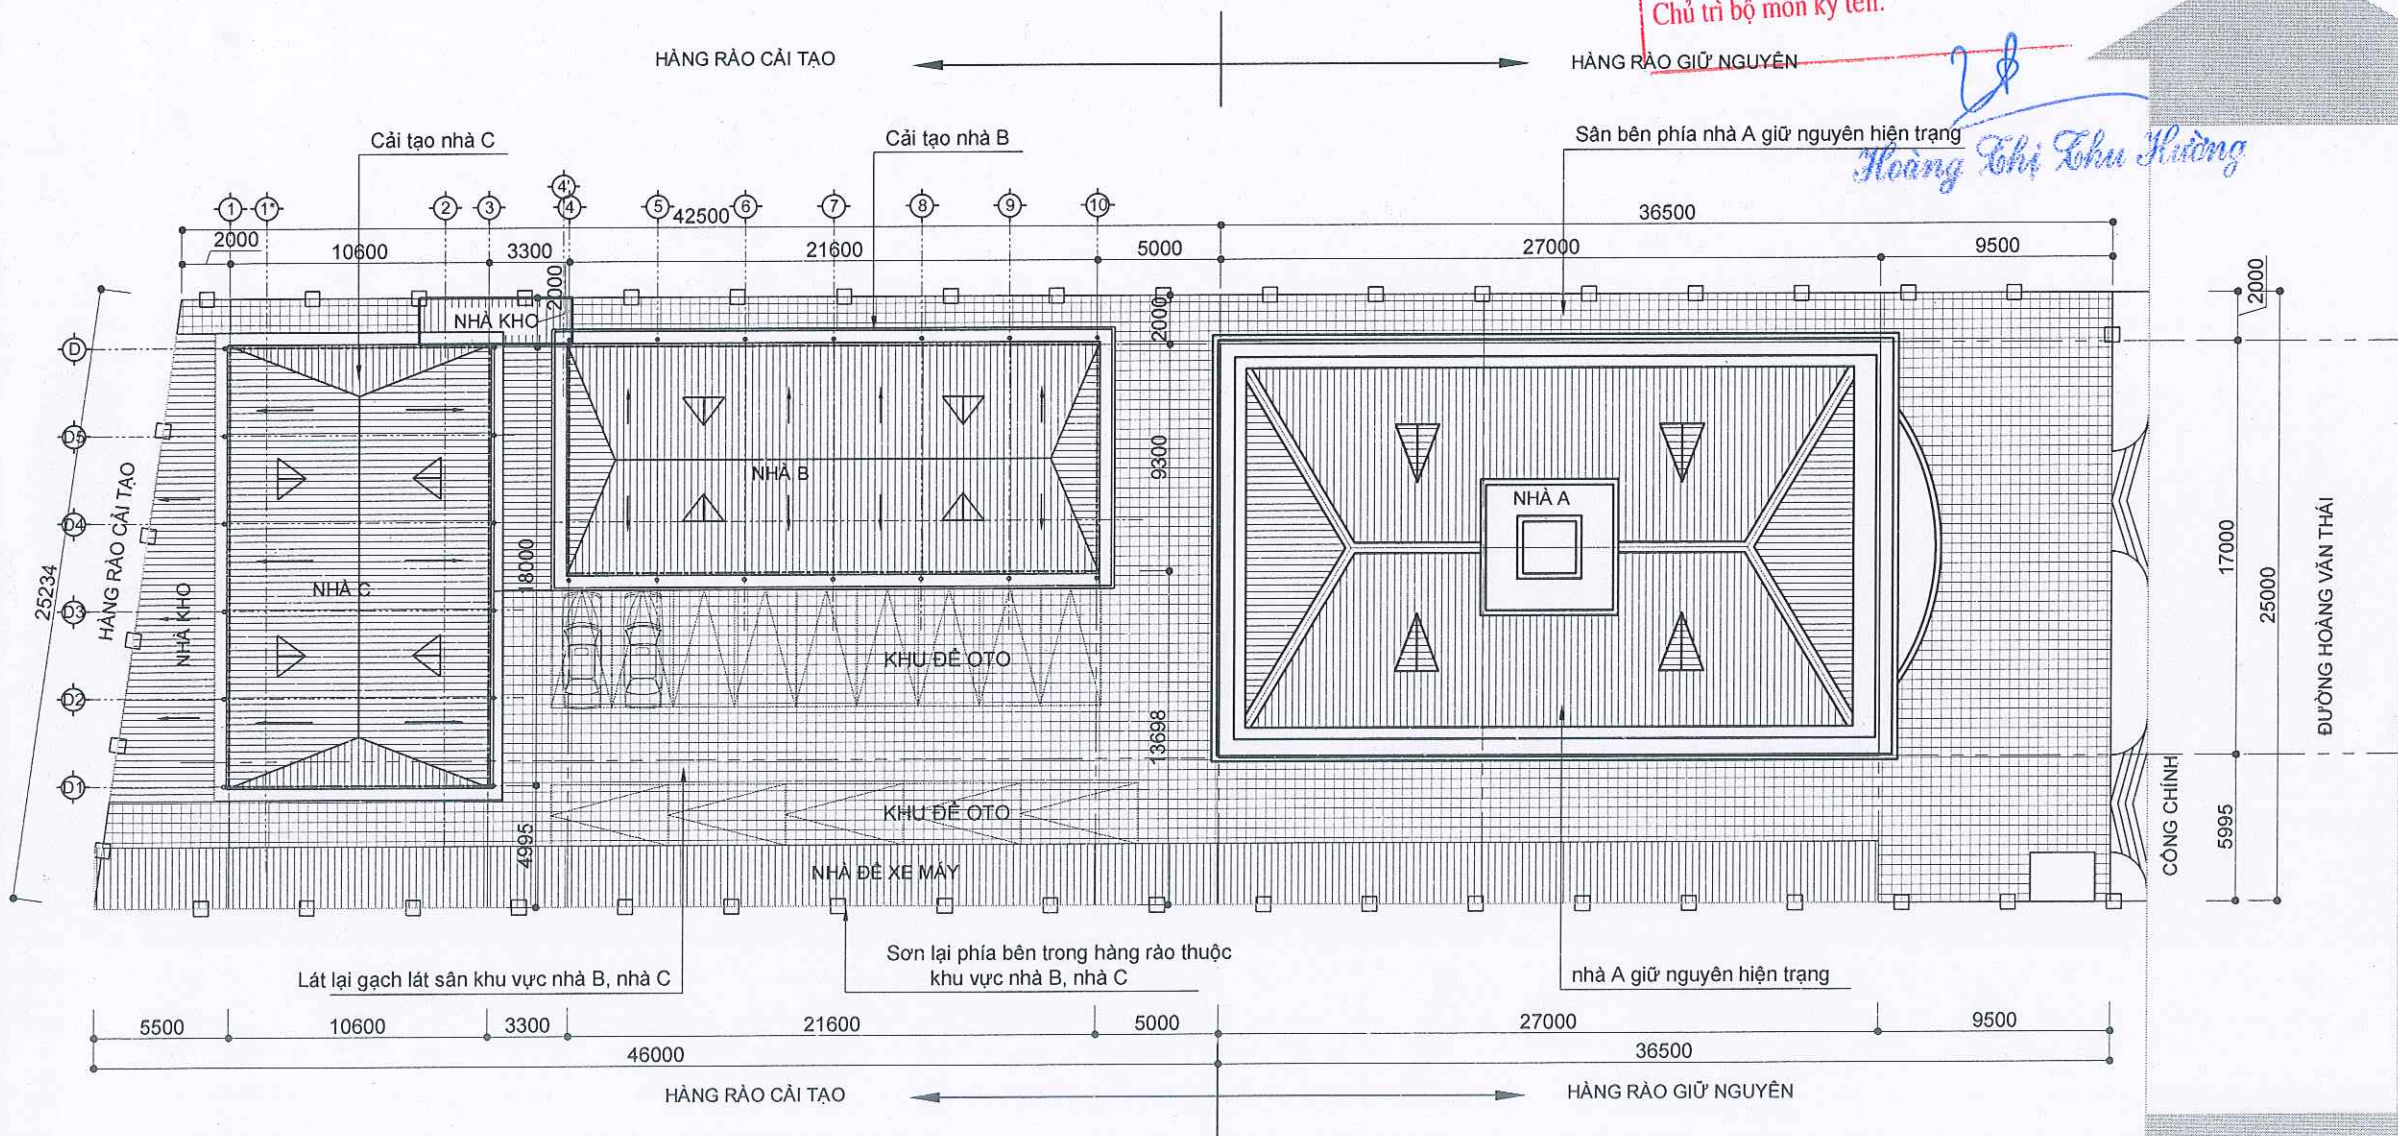 Chủ trì bộ môn ký tên:
HÀNG RÀO CẢI TẠO
HÀNG RÀO GIỮ NGUYÊN
Cải tạo nhà C
Cải tạo nhà B
Sân bên phía nhà A giữ nguyên hiện trạng
Hoàng Thị Thu Hường
1 1* 2 3 4' 4 5 6 7 8 9 10
42500
36500
2000
10600
3300
21600
5000
27000
9500
2000
2000
2000
NHÀ KHO
D
D5
D4
D3
D2
D1
25234
HÀNG RÀO CẢI TẠO
NHÀ KHO
NHÀ C
NHÀ B
NHÀ A
18000
9300
13698
4995
KHU ĐỂ OTO
KHU ĐỂ OTO
NHÀ ĐỂ XE MÁY
17000
25000
5995
ĐƯỜNG HOÀNG VĂN THÁI
CỔNG CHÍNH
Lát lại gạch lát sân khu vực nhà B, nhà C
Sơn lại phía bên trong hàng rào thuộc
khu vực nhà B, nhà C
nhà A giữ nguyên hiện trạng
5500
10600
3300
21600
5000
27000
9500
46000
36500
HÀNG RÀO CẢI TẠO
HÀNG RÀO GIỮ NGUYÊN